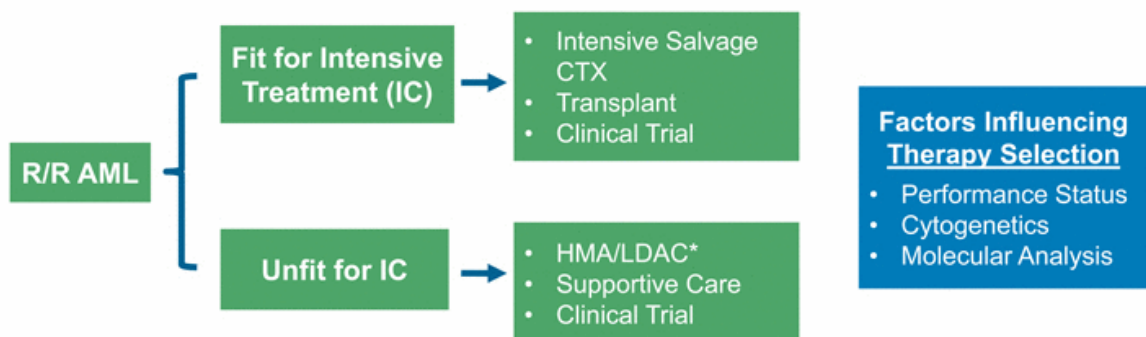 R/R AML
Fit for Intensive
Treatment (IC)
• Intensive Salvage
CTX
• Transplant
• Clinical Trial
Unfit for IC
• HMA/LDAC*
• Supportive Care
• Clinical Trial
Factors Influencing
Therapy Selection
• Performance Status
• Cytogenetics
• Molecular Analysis